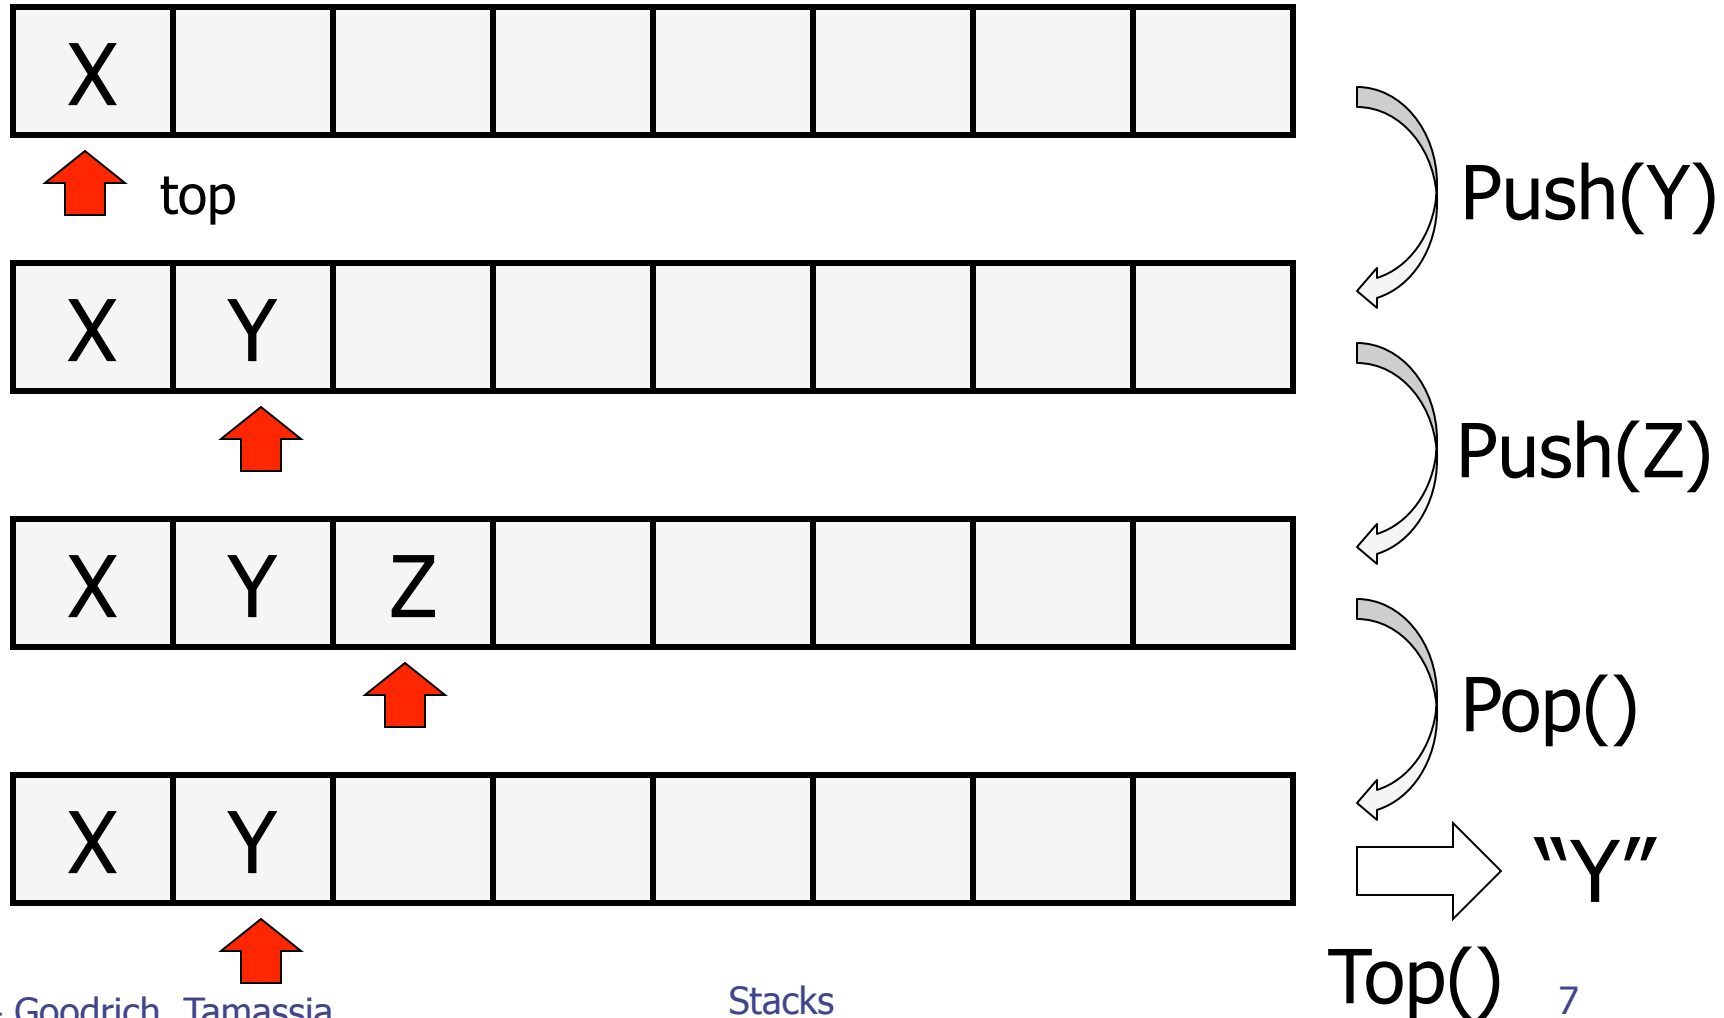 X
top
Push(Y)
X Y
Push(Z)
X Y Z
Pop()
X Y
“Y”
Top()
Goodrich, Tamassia
Stacks
7